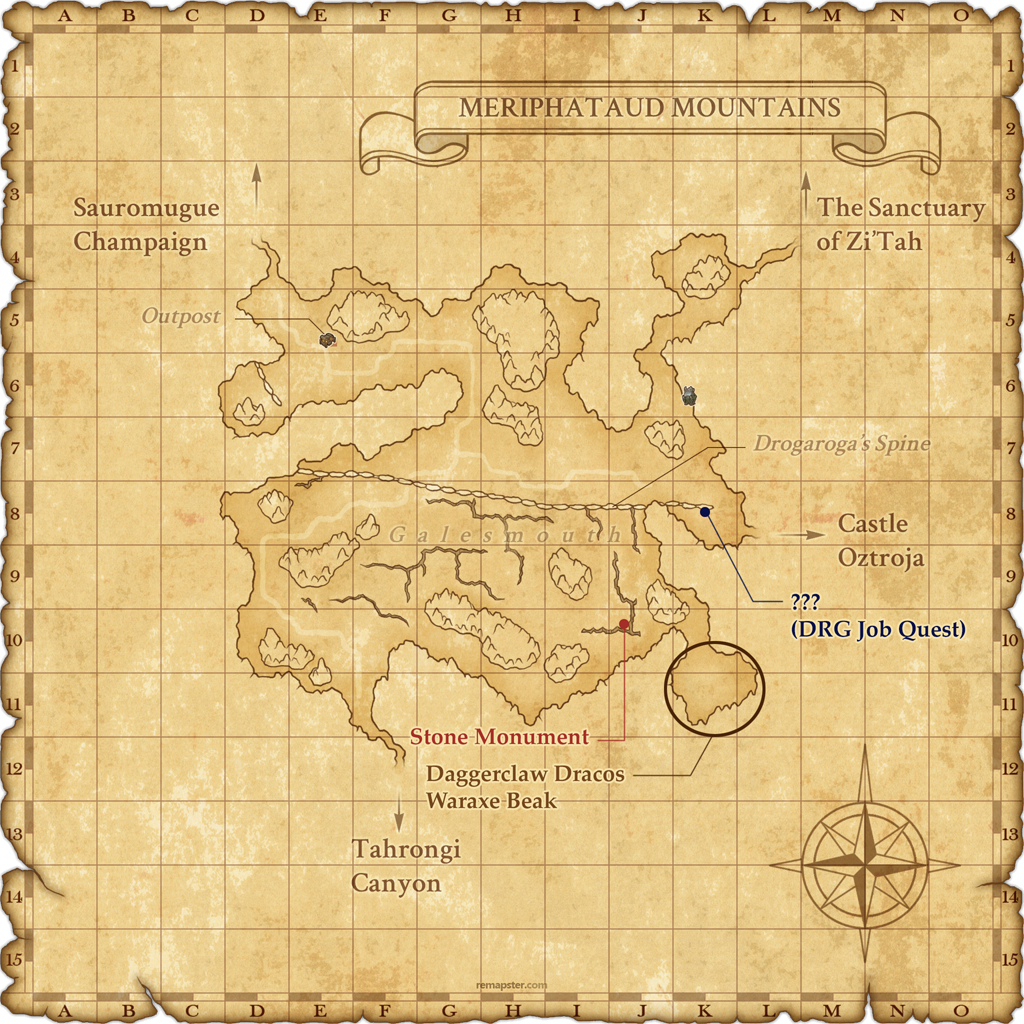 A B C D E F G H I J K L M N O
1 1
MERIPHATAUD MOUNTAINS
2 2
3 3
Sauromugue
Champaign
The Sanctuary
of Zi'Tah
4 4
Outpost
5 5
6 6
Drogaroga's Spine
7 7
8 8
Galesmouth
Castle
Oztroja
9 9
???
(DRG Job Quest)
10 10
11 11
Stone Monument
12 12
Daggerclaw Dracos
Waraxe Beak
13 13
Tahrongi
Canyon
14 14
15 15
remapster.com
A B C D E F G H I J K L M N O